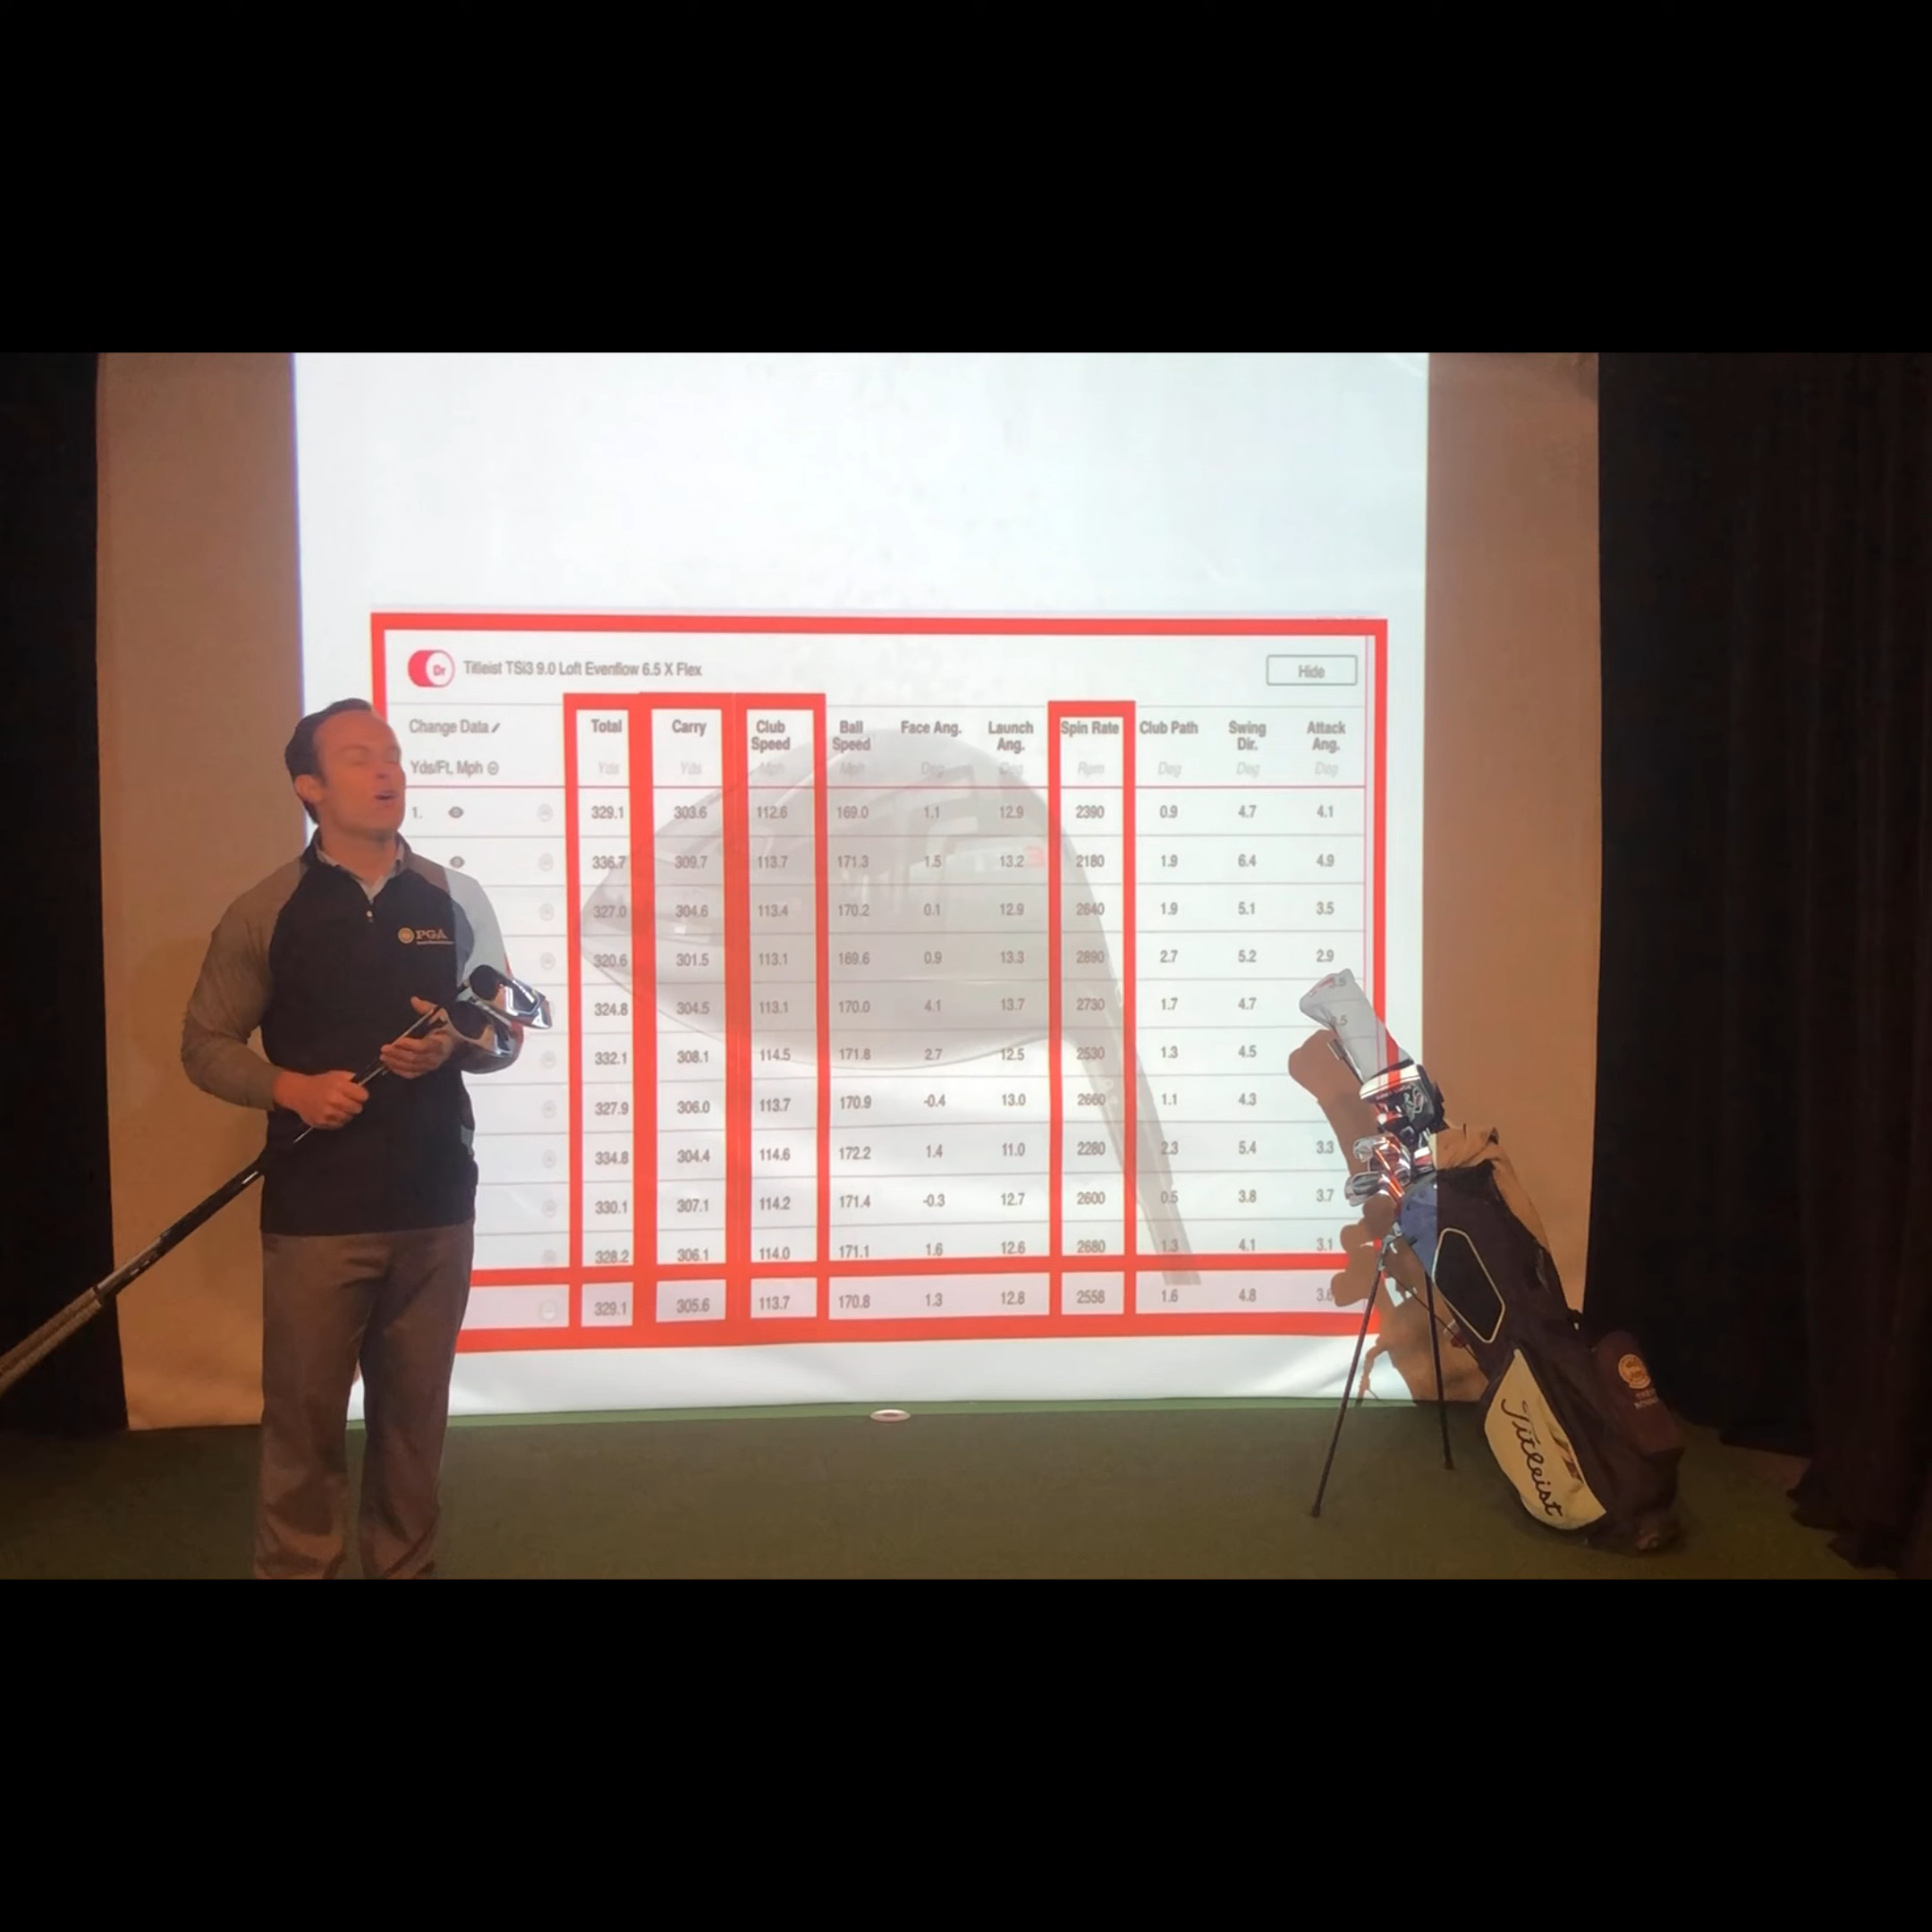 Dr Titleist TSi3 9.0 Loft Evenflow 6.5 X Flex Hide
Change Data Total Carry Club Speed Ball Speed Face Ang. Launch Ang. Spin Rate Club Path Swing Dir. Attack Ang.
Yds/Ft, Mph Yds Yds Mph Mph Deg Deg Rpm Deg Deg Deg
1. 329.1 303.6 112.6 169.0 1.1 12.9 2390 0.9 4.7 4.1
336.7 309.7 113.7 171.3 1.5 13.2 2180 1.9 6.4 4.9
327.0 304.6 113.4 170.2 0.1 12.9 2640 1.9 5.1 3.5
320.6 301.5 113.1 169.6 0.9 13.3 2890 2.7 5.2 2.9
324.8 304.5 113.1 170.0 4.1 13.7 2730 1.7 4.7
332.1 308.1 114.5 171.8 2.7 12.5 2530 1.3 4.5
327.9 306.0 113.7 170.9 -0.4 13.0 2660 1.1 4.3
334.8 304.4 114.6 172.2 1.4 11.0 2280 2.3 5.4 3.3
330.1 307.1 114.2 171.4 -0.3 12.7 2600 0.5 3.8 3.7
328.2 306.1 114.0 171.1 1.6 12.6 2680 1.3 4.1 3.1
329.1 305.6 113.7 170.8 1.3 12.8 2558 1.6 4.8
PGA
Titleist